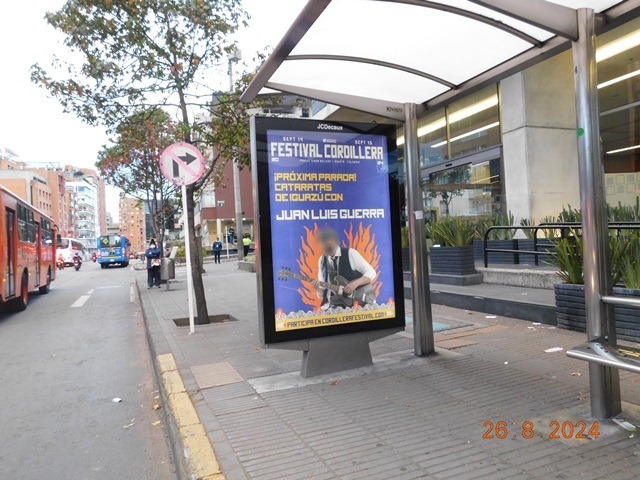 JCDecaux
SEPT 14 SEPT 15
FESTIVAL CORDILLERA
¡PRÓXIMA PARADA!
CATARATAS
DE IGUAZÚ CON
JUAN LUIS GUERRA
PARTICIPA EN CORDILLERAFESTIVAL.COM
26.8.2024